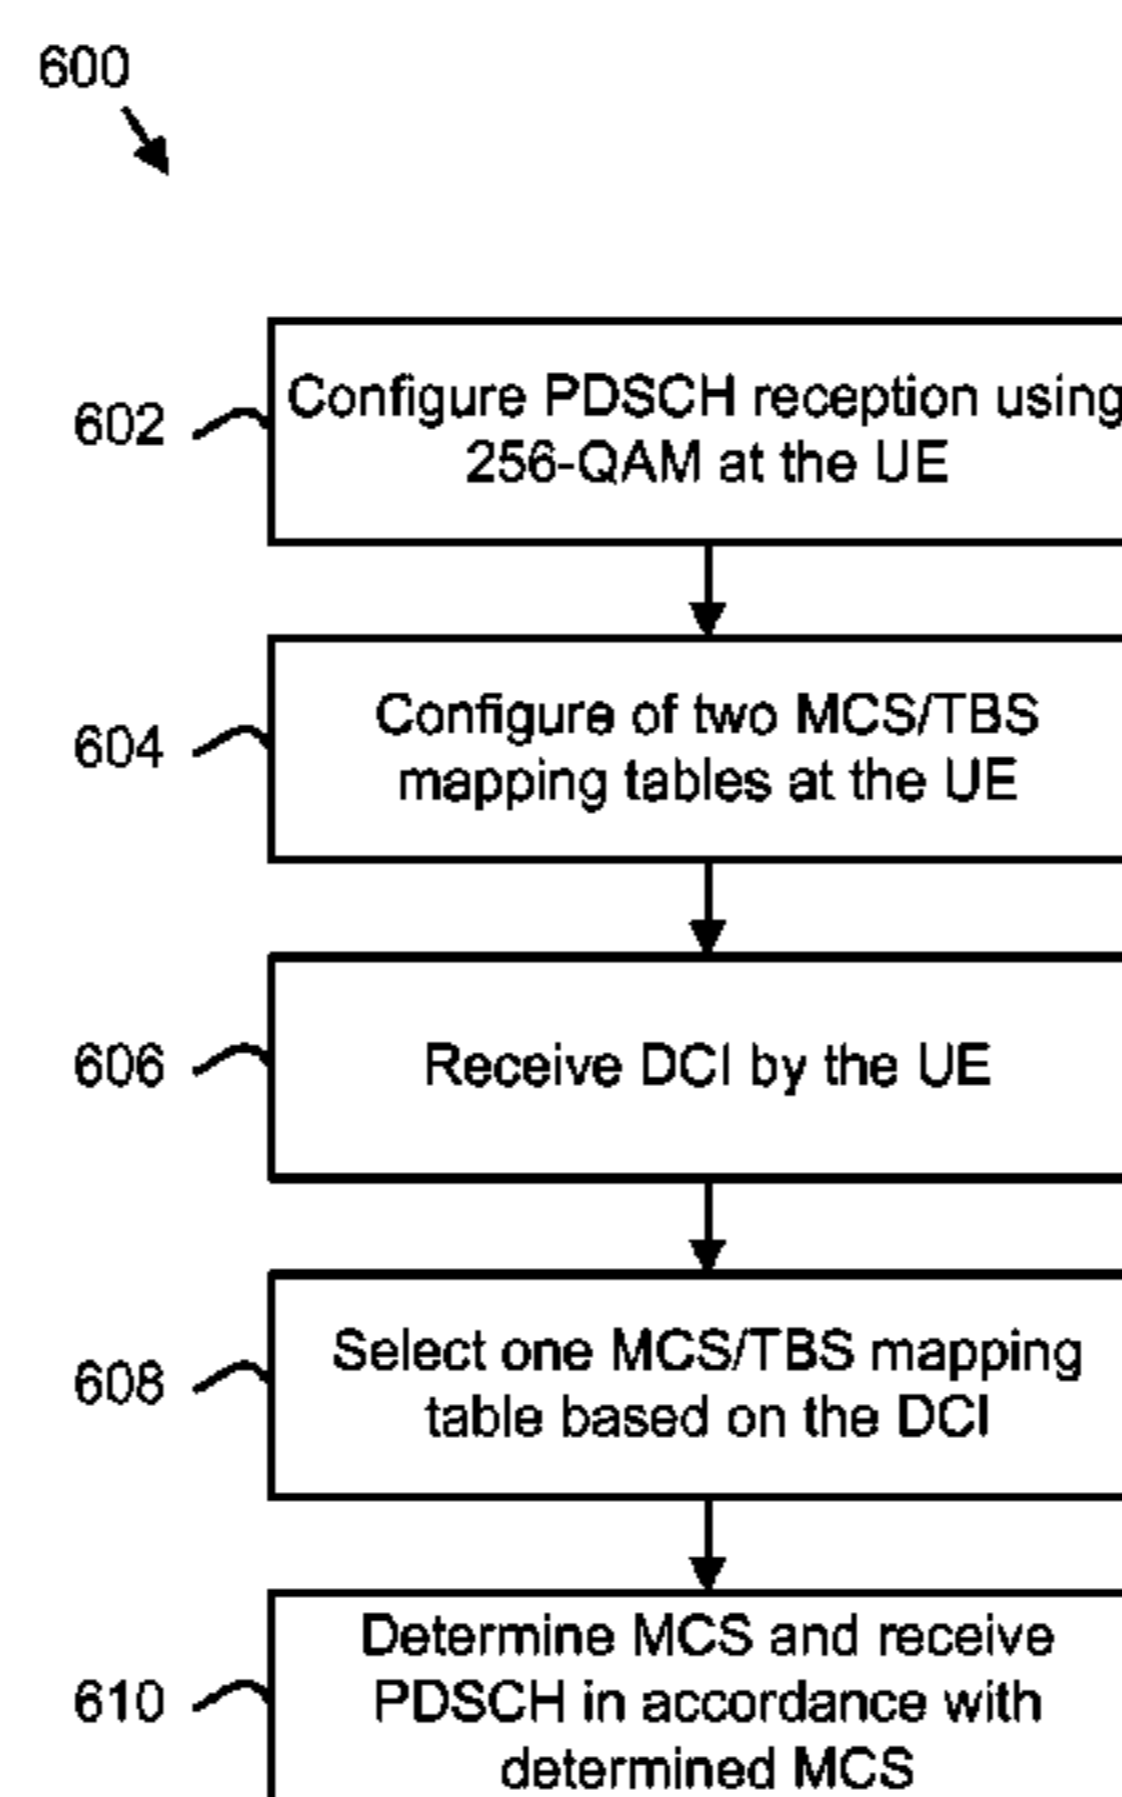 600
602
Configure PDSCH reception using
256-QAM at the UE
604
Configure of two MCS/TBS
mapping tables at the UE
606
Receive DCI by the UE
608
Select one MCS/TBS mapping
table based on the DCI
610
Determine MCS and receive
PDSCH in accordance with
determined MCS